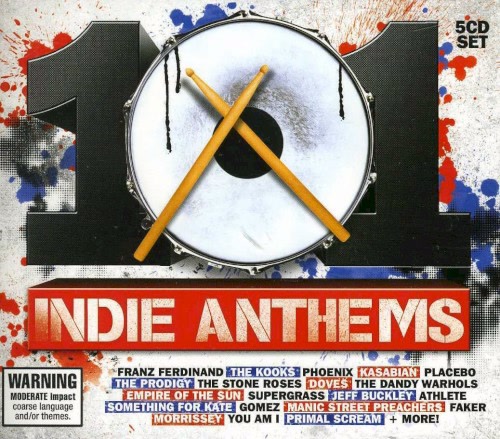 101
5CD
SET
INDIE ANTHEMS
FRANZ FERDINAND THE KOOKS PHOENIX KASABIAN PLACEBO
THE PRODIGY THE STONE ROSES DOVES THE DANDY WARHOLS
EMPIRE OF THE SUN SUPERGRASS JEFF BUCKLEY ATHLETE
SOMETHING FOR KATE GOMEZ MANIC STREET PREACHERS FAKER
MORRISSEY YOU AM I PRIMAL SCREAM + MORE!
WARNING
MODERATE Impact
coarse language
and/or themes.